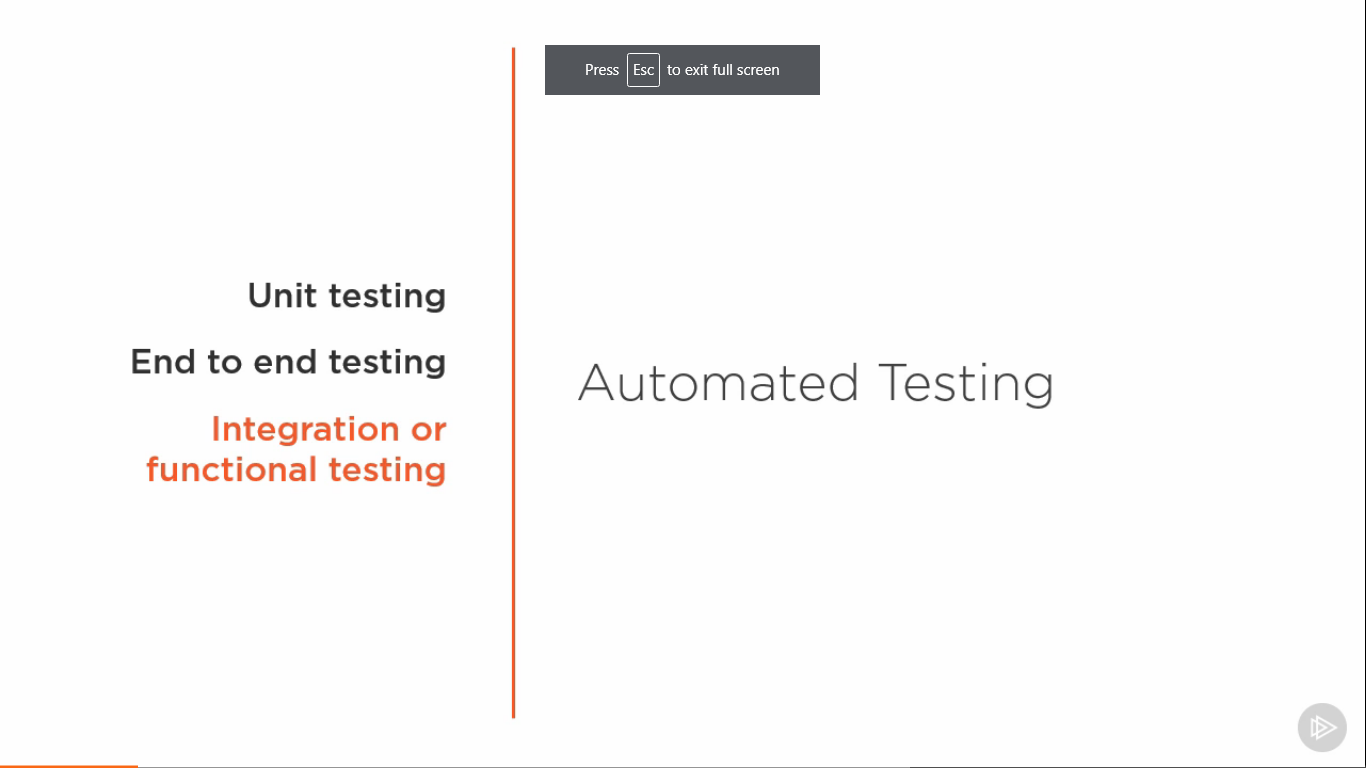 Press Esc to exit full screen
Unit testing
End to end testing
Integration or
functional testing
Automated Testing